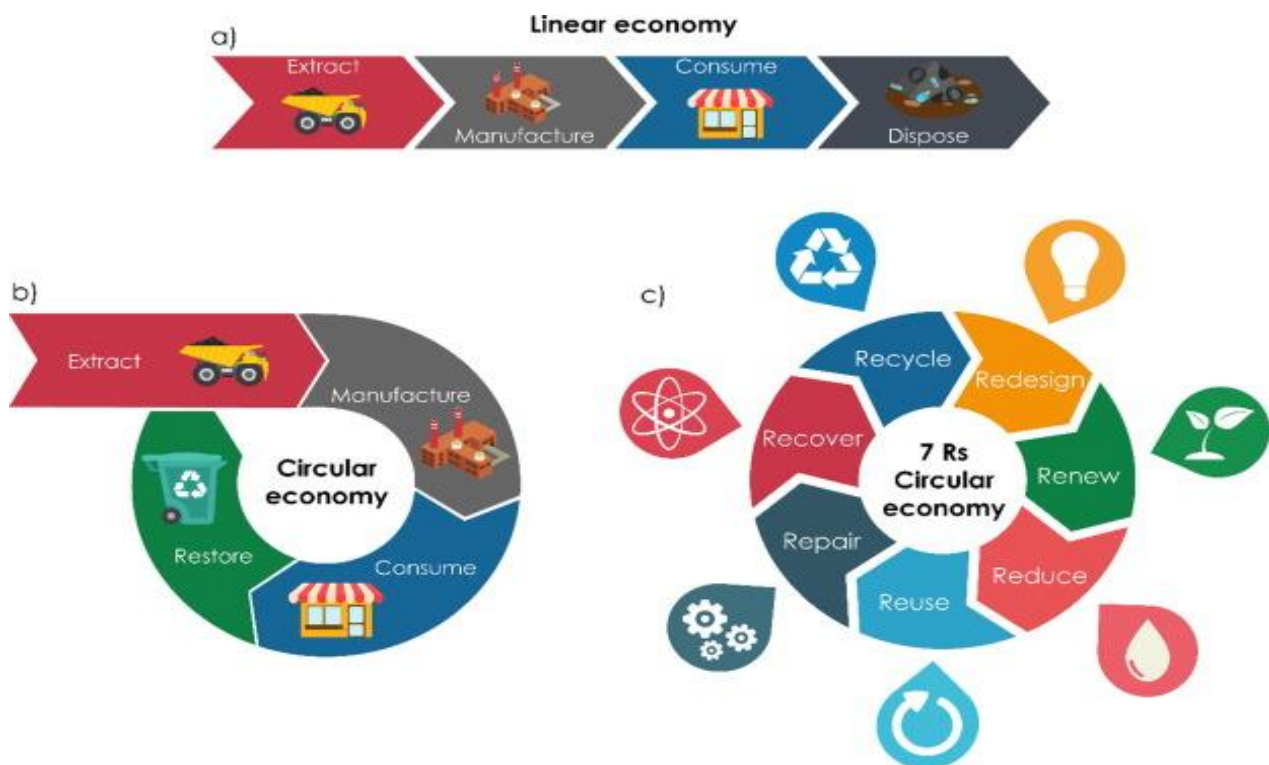 a)
Linear economy
Extract
Manufacture
Consume
Dispose
b)
Extract
Manufacture
Consume
Restore
Circular
economy
c)
Recycle
Redesign
Renew
Reduce
Reuse
Repair
Recover
7 Rs
Circular
economy